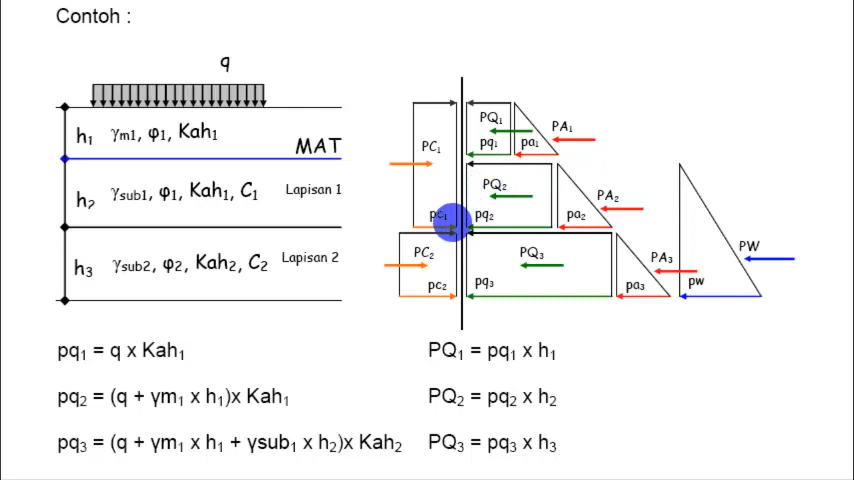 Contoh :
q
h₁ γm₁, φ₁, Kah₁
MAT
h₂ γsub₁, φ₁, Kah₁, C₁ Lapisan 1
h₃ γsub₂, φ₂, Kah₂, C₂ Lapisan 2
PC₁
pc₁
PC₂
pc₂
PQ₁
pq₁
PA₁
pa₁
PQ₂
pq₂
PA₂
pa₂
PQ₃
pq₃
PA₃
pa₃
PW
pw
pq₁ = q x Kah₁
PQ₁ = pq₁ x h₁
pq₂ = (q + γm₁ x h₁)x Kah₁
PQ₂ = pq₂ x h₂
pq₃ = (q + γm₁ x h₁ + γsub₁ x h₂)x Kah₂
PQ₃ = pq₃ x h₃